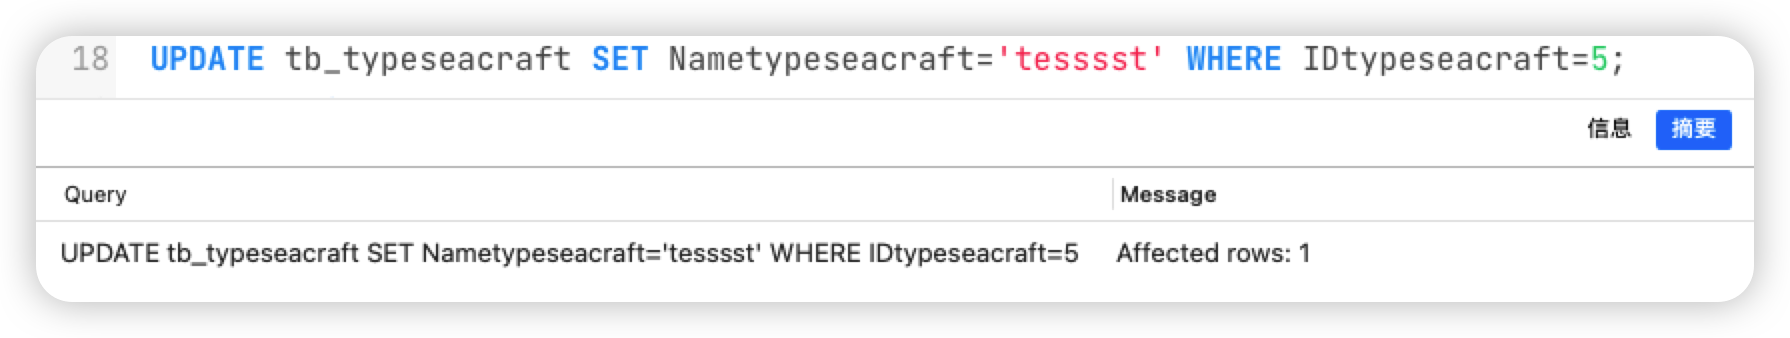 18 UPDATE tb_typeseacraft SET Nametypeseacraft='tesssst' WHERE IDtypeseacraft=5;
信息 摘要
Query Message
UPDATE tb_typeseacraft SET Nametypeseacraft='tesssst' WHERE IDtypeseacraft=5 Affected rows: 1